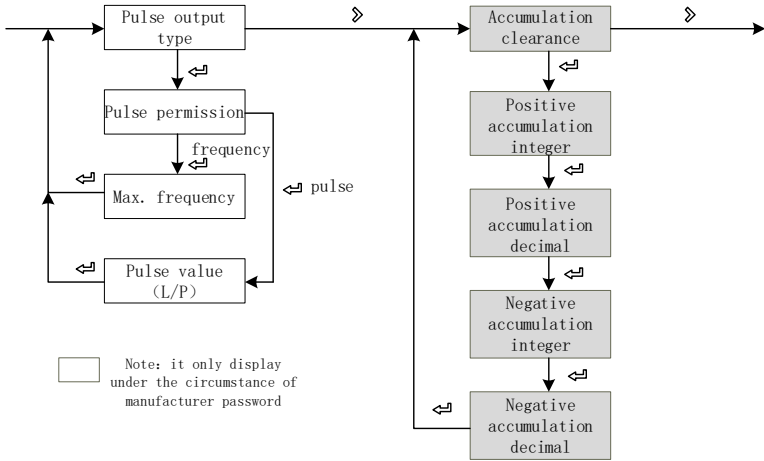 Pulse output
type
Pulse permission
frequency
Max. frequency
pulse
Pulse value
(L/P)
Note: it only display
under the circumstance of
manufacturer password
Accumulation
clearance
Positive
accumulation
integer
Positive
accumulation
decimal
Negative
accumulation
integer
Negative
accumulation
decimal